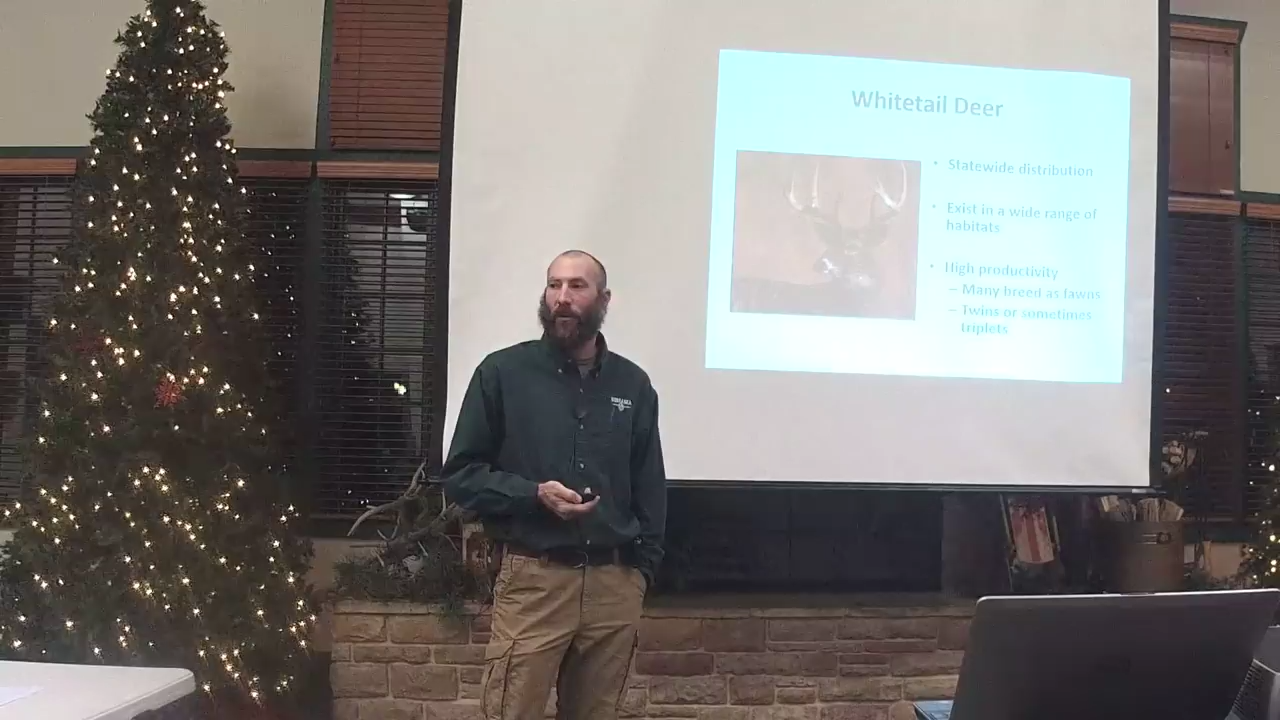 Whitetail Deer
• Statewide distribution
• Exist in a wide range of
habitats
• High productivity
– Many breed as fawns
– Twins or sometimes
triplets